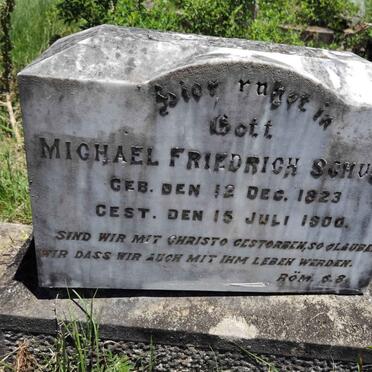 Hier ruhet in
Gott
MICHAEL FRIEDRICH SCHU
GEB. DEN 12 DEC. 1823
GEST. DEN 15 JULI 1900.
SIND WIR MIT CHRISTO GESTORBEN, SO GLAUBE
WIR DASS WIR AUCH MIT IHM LEBEN WERDEN.
RÖM. 6.8.